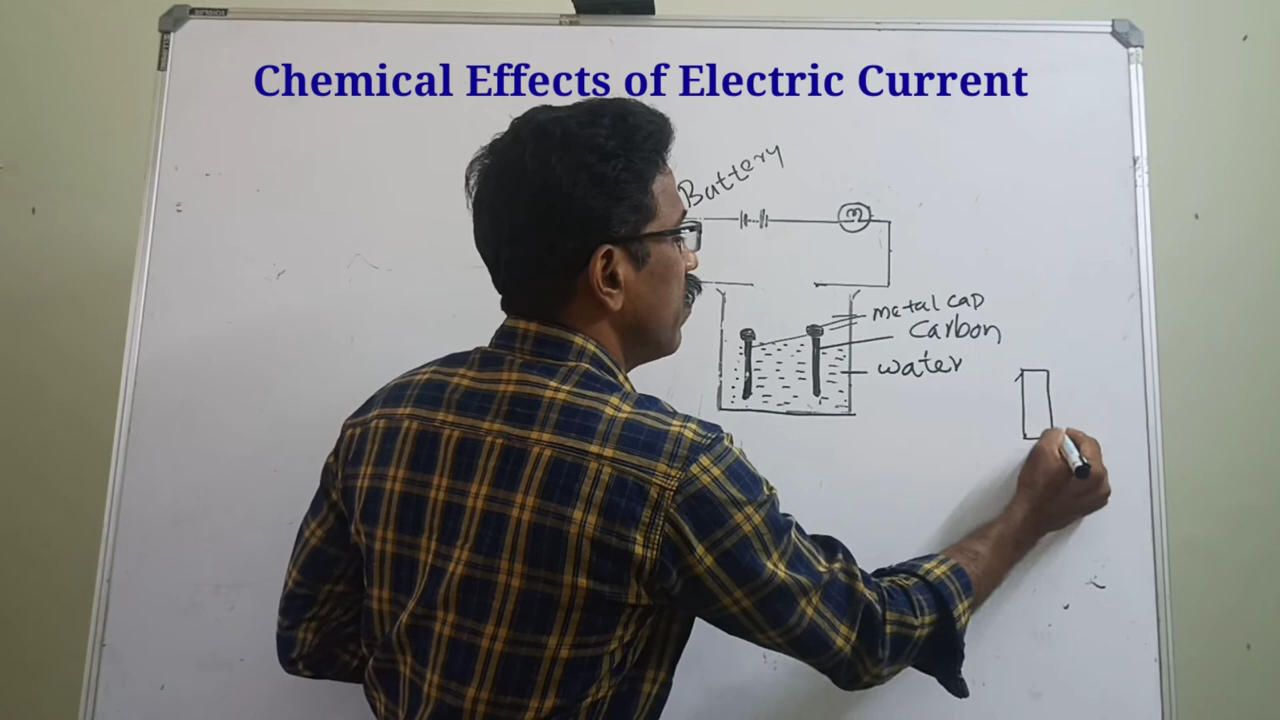 Chemical Effects of Electric Current
Battery
metal cap
Carbon
water